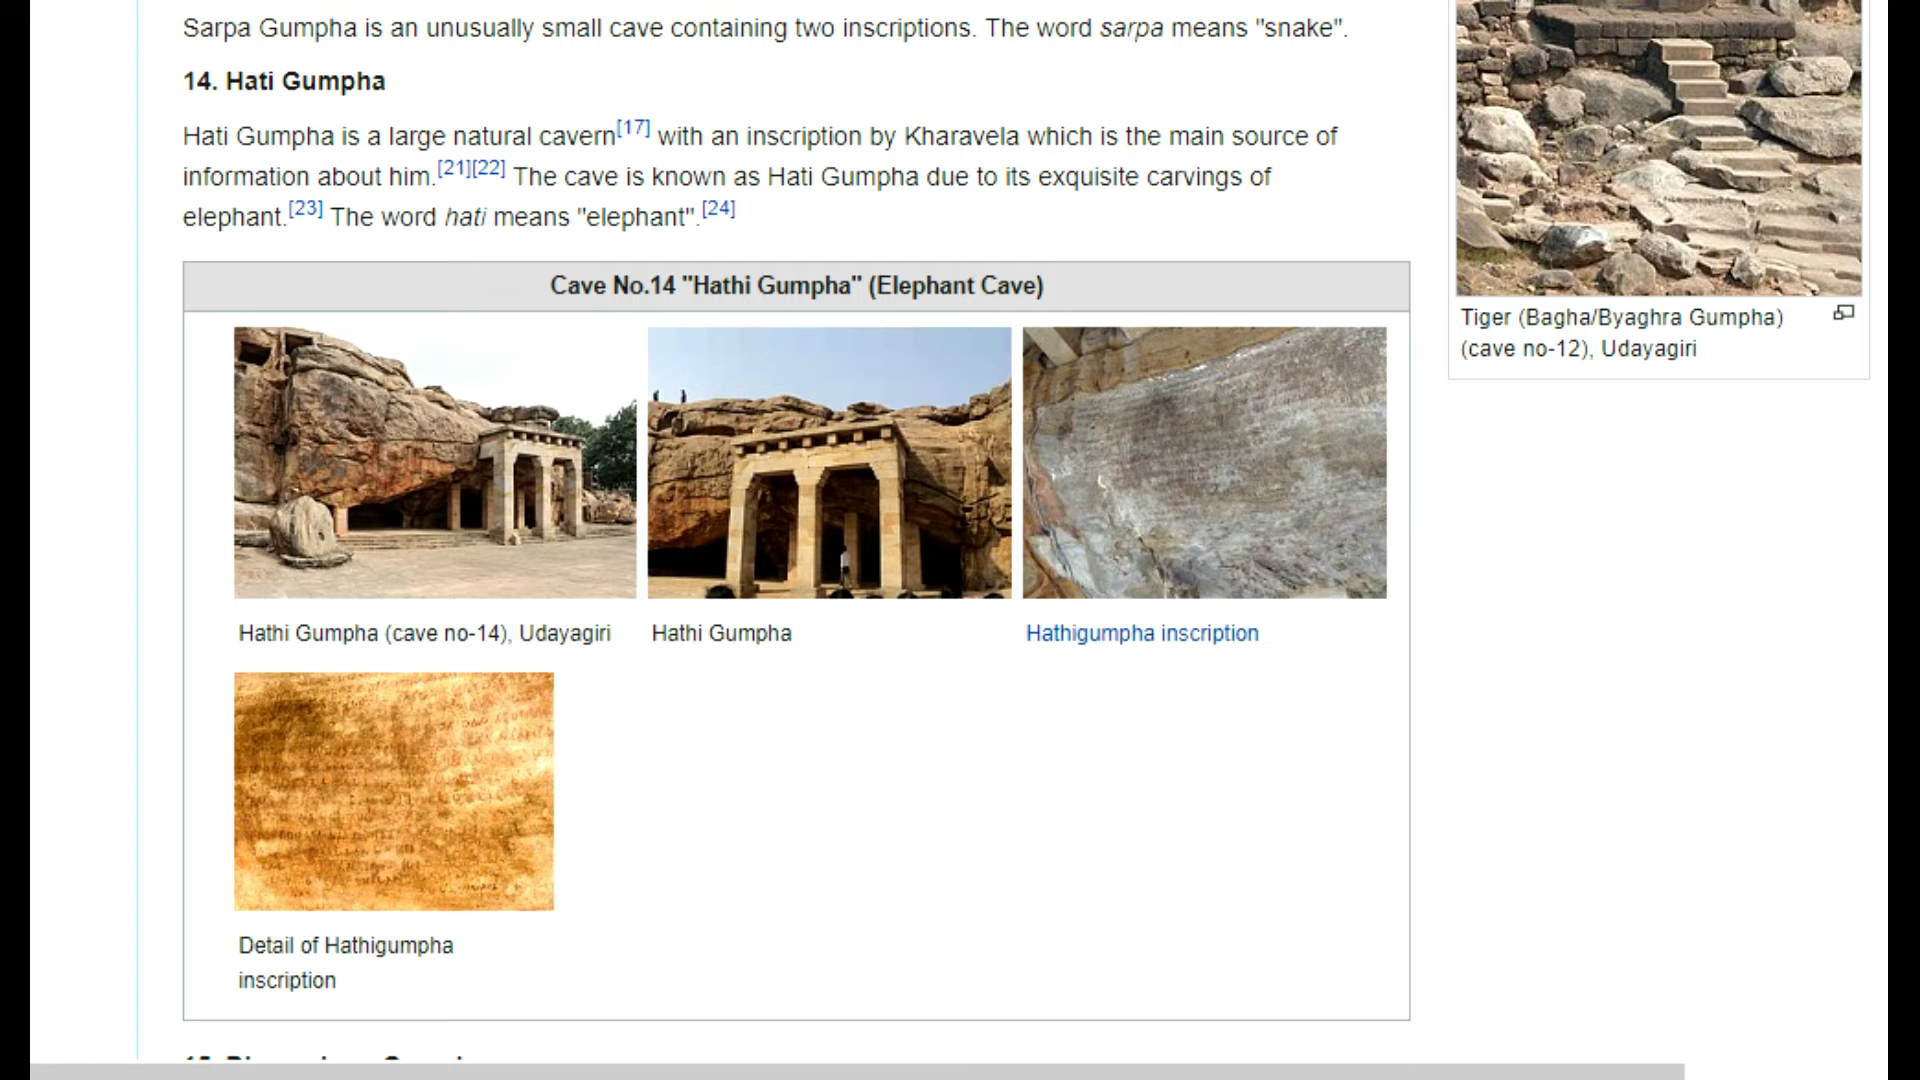 Sarpa Gumpha is an unusually small cave containing two inscriptions. The word sarpa means "snake".
14. Hati Gumpha
Hati Gumpha is a large natural cavern[17] with an inscription by Kharavela which is the main source of
information about him.[21][22] The cave is known as Hati Gumpha due to its exquisite carvings of
elephant.[23] The word hati means "elephant".[24]
Cave No.14 "Hathi Gumpha" (Elephant Cave)
Hathi Gumpha (cave no-14), Udayagiri
Hathi Gumpha
Hathigumpha inscription
Detail of Hathigumpha
inscription
Tiger (Bagha/Byaghra Gumpha)
(cave no-12), Udayagiri